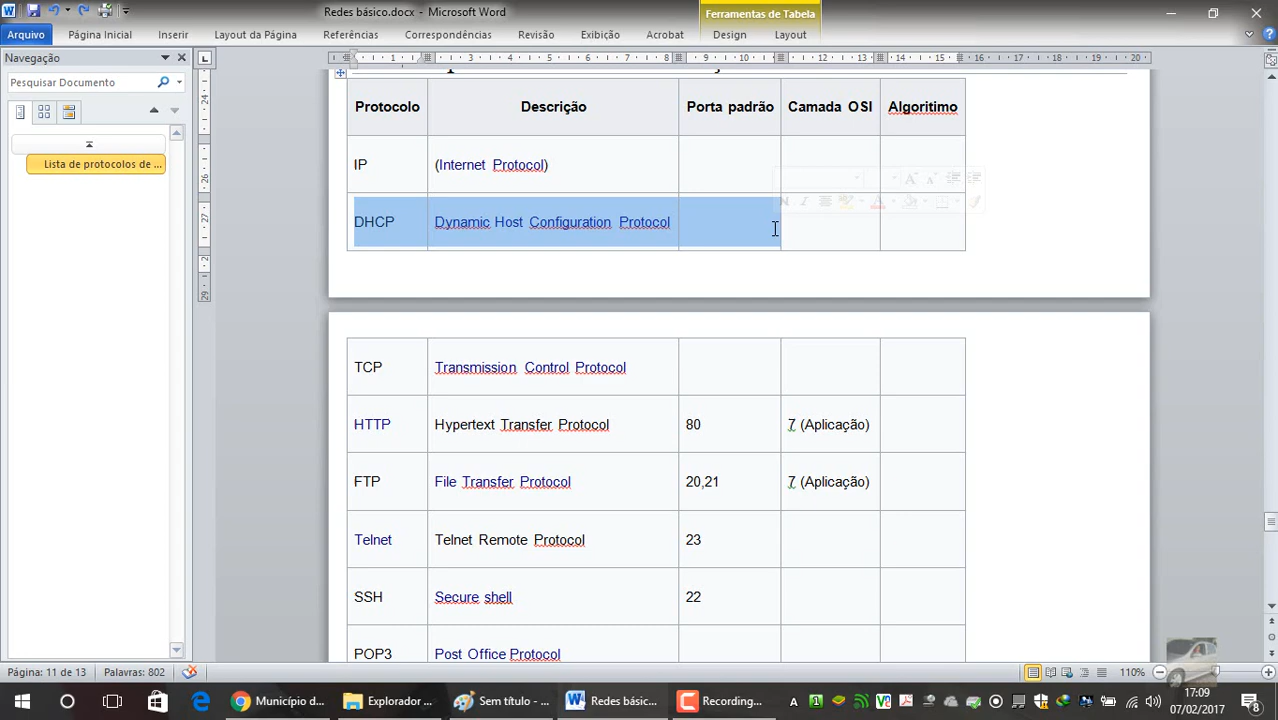 Redes básico.docx - Microsoft Word
Ferramentas de Tabela
Arquivo Página Inicial Inserir Layout da Página Referências Correspondências Revisão Exibição Acrobat Design Layout
Navegação
Pesquisar Documento
Lista de protocolos de ...
Protocolo Descrição Porta padrão Camada OSI Algoritimo
IP (Internet Protocol)
DHCP Dynamic Host Configuration Protocol
TCP Transmission Control Protocol
HTTP Hypertext Transfer Protocol 80 7 (Aplicação)
FTP File Transfer Protocol 20,21 7 (Aplicação)
Telnet Telnet Remote Protocol 23
SSH Secure shell 22
POP3 Post Office Protocol
Página: 11 de 13 Palavras: 802 110%
Município d... Explorador ... Sem título - ... Redes básico.... Recording... 17:09
07/02/2017